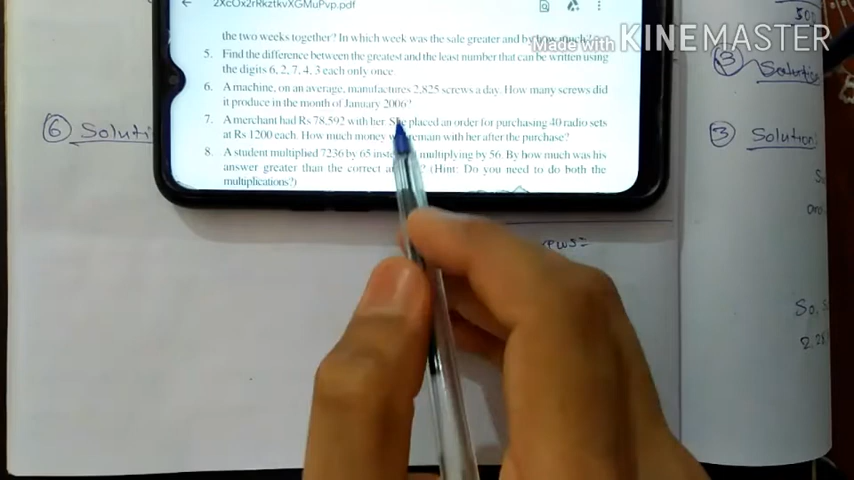 2XcOx2rRkztkvXGMuPvp.pdf
the two weeks together? In which week was the sale greater and by how much?
Made with KINEMASTER
5. Find the difference between the greatest and the least number that can be written using
the digits 6, 2, 7, 4, 3 each only once
6. A machine, on an average, manufactures 2,825 screws a day. How many screws did
it produce in the month of January 2006?
7. A merchant had Rs 78,592 with her. She placed an order for purchasing 40 radio sets
at Rs 1200 each. How much money remain with her after the purchase?
8. A student multiplied 7236 by 65 multiplying by 56. By how much was his
answer greater than the correct ? (Hint: Do you need to do both the
multiplications?)
6 Soluti
3 Solution
3 Solution:
So, S
2,28